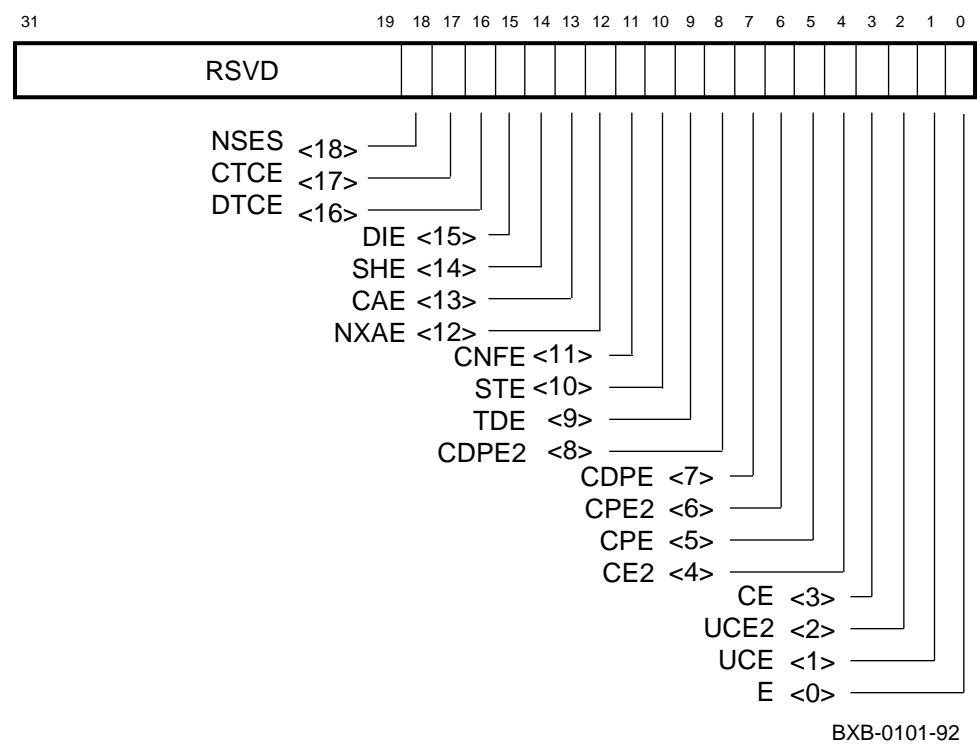 31 19 18 17 16 15 14 13 12 11 10 9 8 7 6 5 4 3 2 1 0
RSVD
NSES <18>
CTCE <17>
DTCE <16>
DIE <15>
SHE <14>
CAE <13>
NXAE <12>
CNFE <11>
STE <10>
TDE <9>
CDPE2 <8>
CDPE <7>
CPE2 <6>
CPE <5>
CE2 <4>
CE <3>
UCE2 <2>
UCE <1>
E <0>
BXB-0101-92